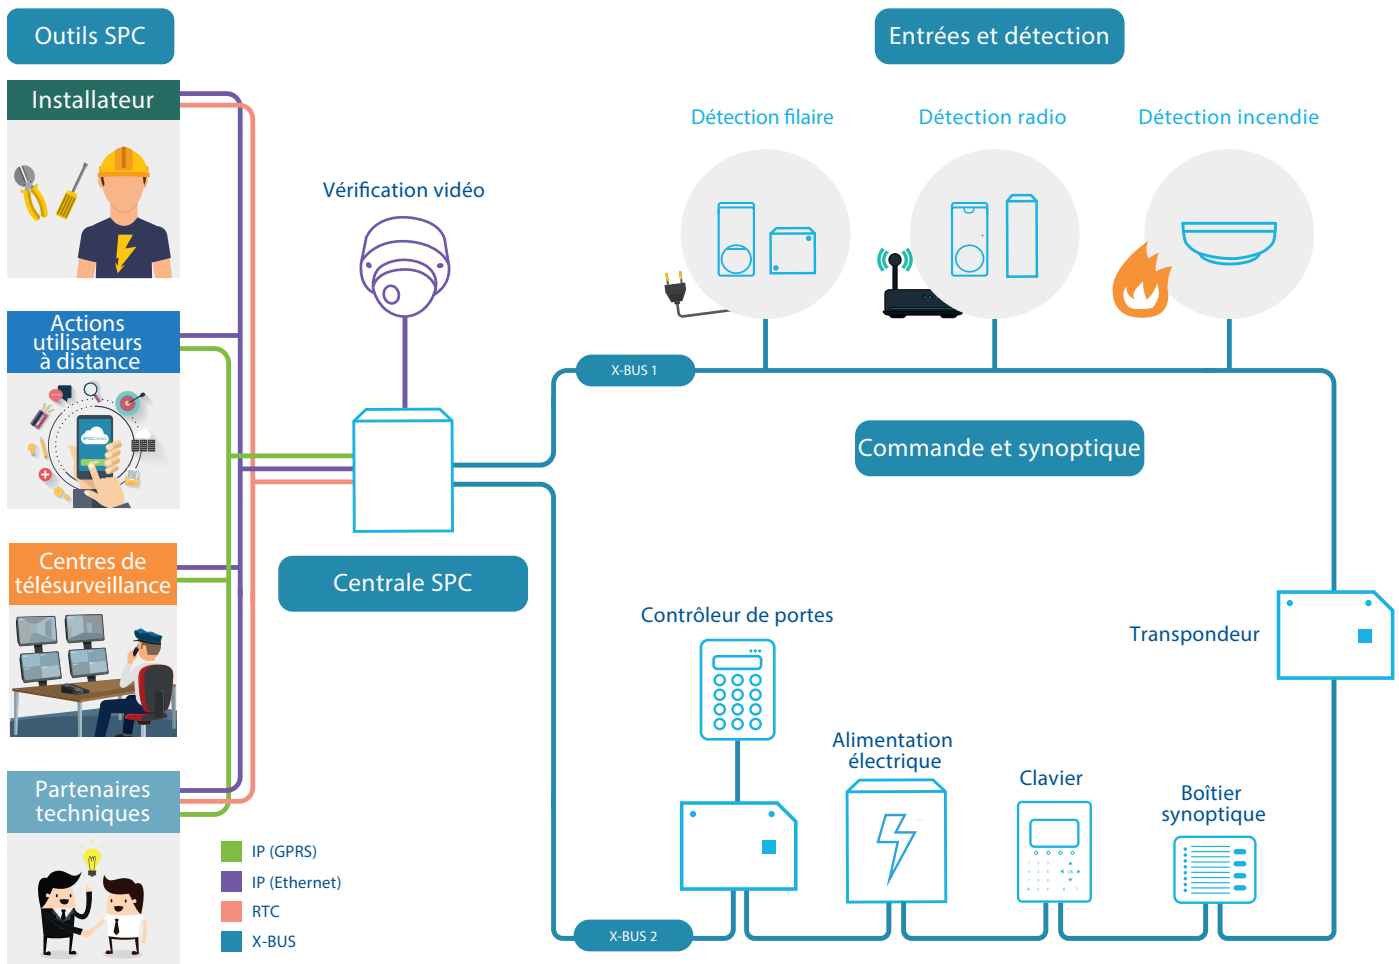 Outils SPC
Entrées et détection
Installateur
Détection filaire
Détection radio
Détection incendie
Vérification vidéo
Actions
utilisateurs
à distance
X-BUS 1
Commande et synoptique
Centres de
télésurveillance
Centrale SPC
Contrôleur de portes
Transpondeur
Alimentation
électrique
Clavier
Boîtier
synoptique
Partenaires
techniques
IP (GPRS)
IP (Ethernet)
RTC
X-BUS
X-BUS 2
OK